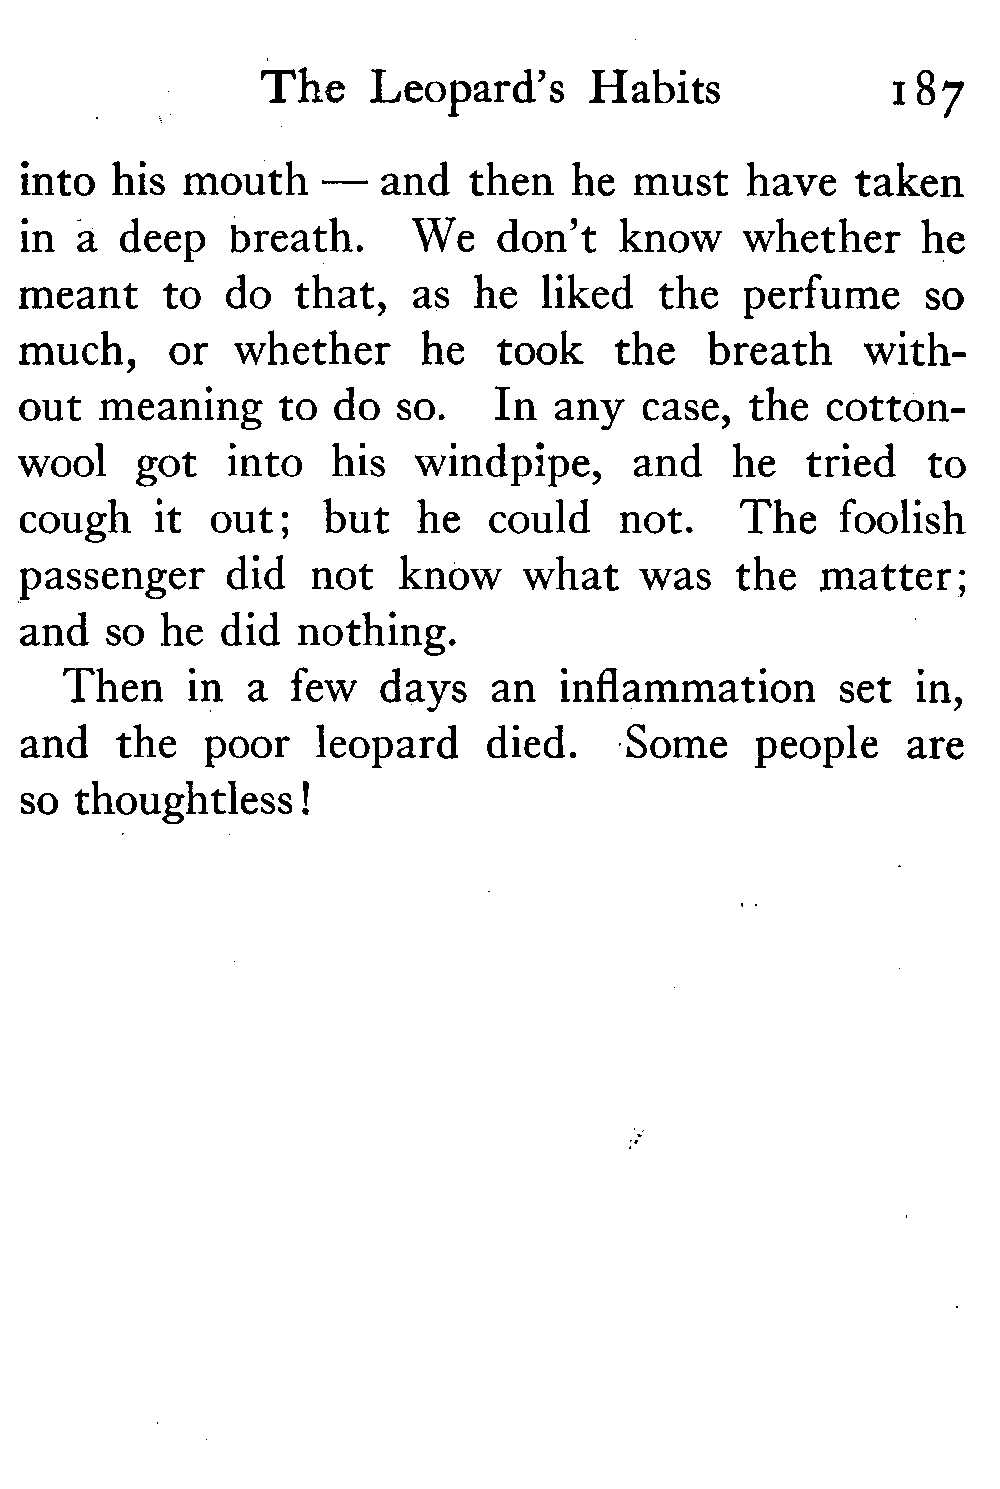 The Leopard's Habits 187
into his mouth — and then he must have taken
in a deep breath. We don't know whether he
meant to do that, as he liked the perfume so
much, or whether he took the breath with-
out meaning to do so. In any case, the cotton-
wool got into his windpipe, and he tried to
cough it out; but he could not. The foolish
passenger did not know what was the matter;
and so he did nothing.
Then in a few days an inflammation set in,
and the poor leopard died. Some people are
so thoughtless!